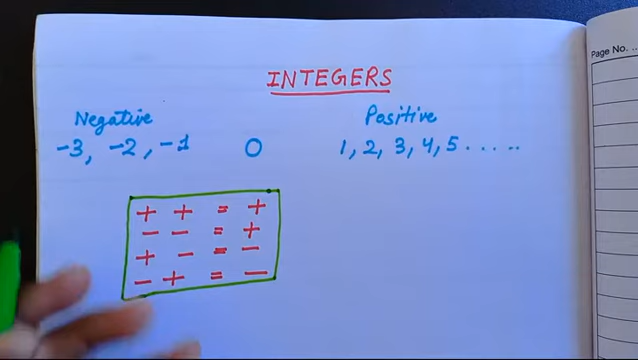 Page No. ..
INTEGERS
Negative Positive
-3, -2, -1 0 1, 2, 3, 4, 5 . . . . ..
+ + = +
- - = +
+ - = -
- + = -